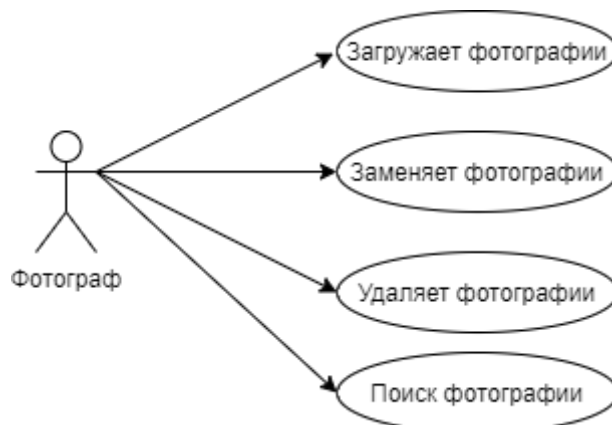 Загружает фотографии
Заменяет фотографии
Фотограф
Удаляет фотографии
Поиск фотографии